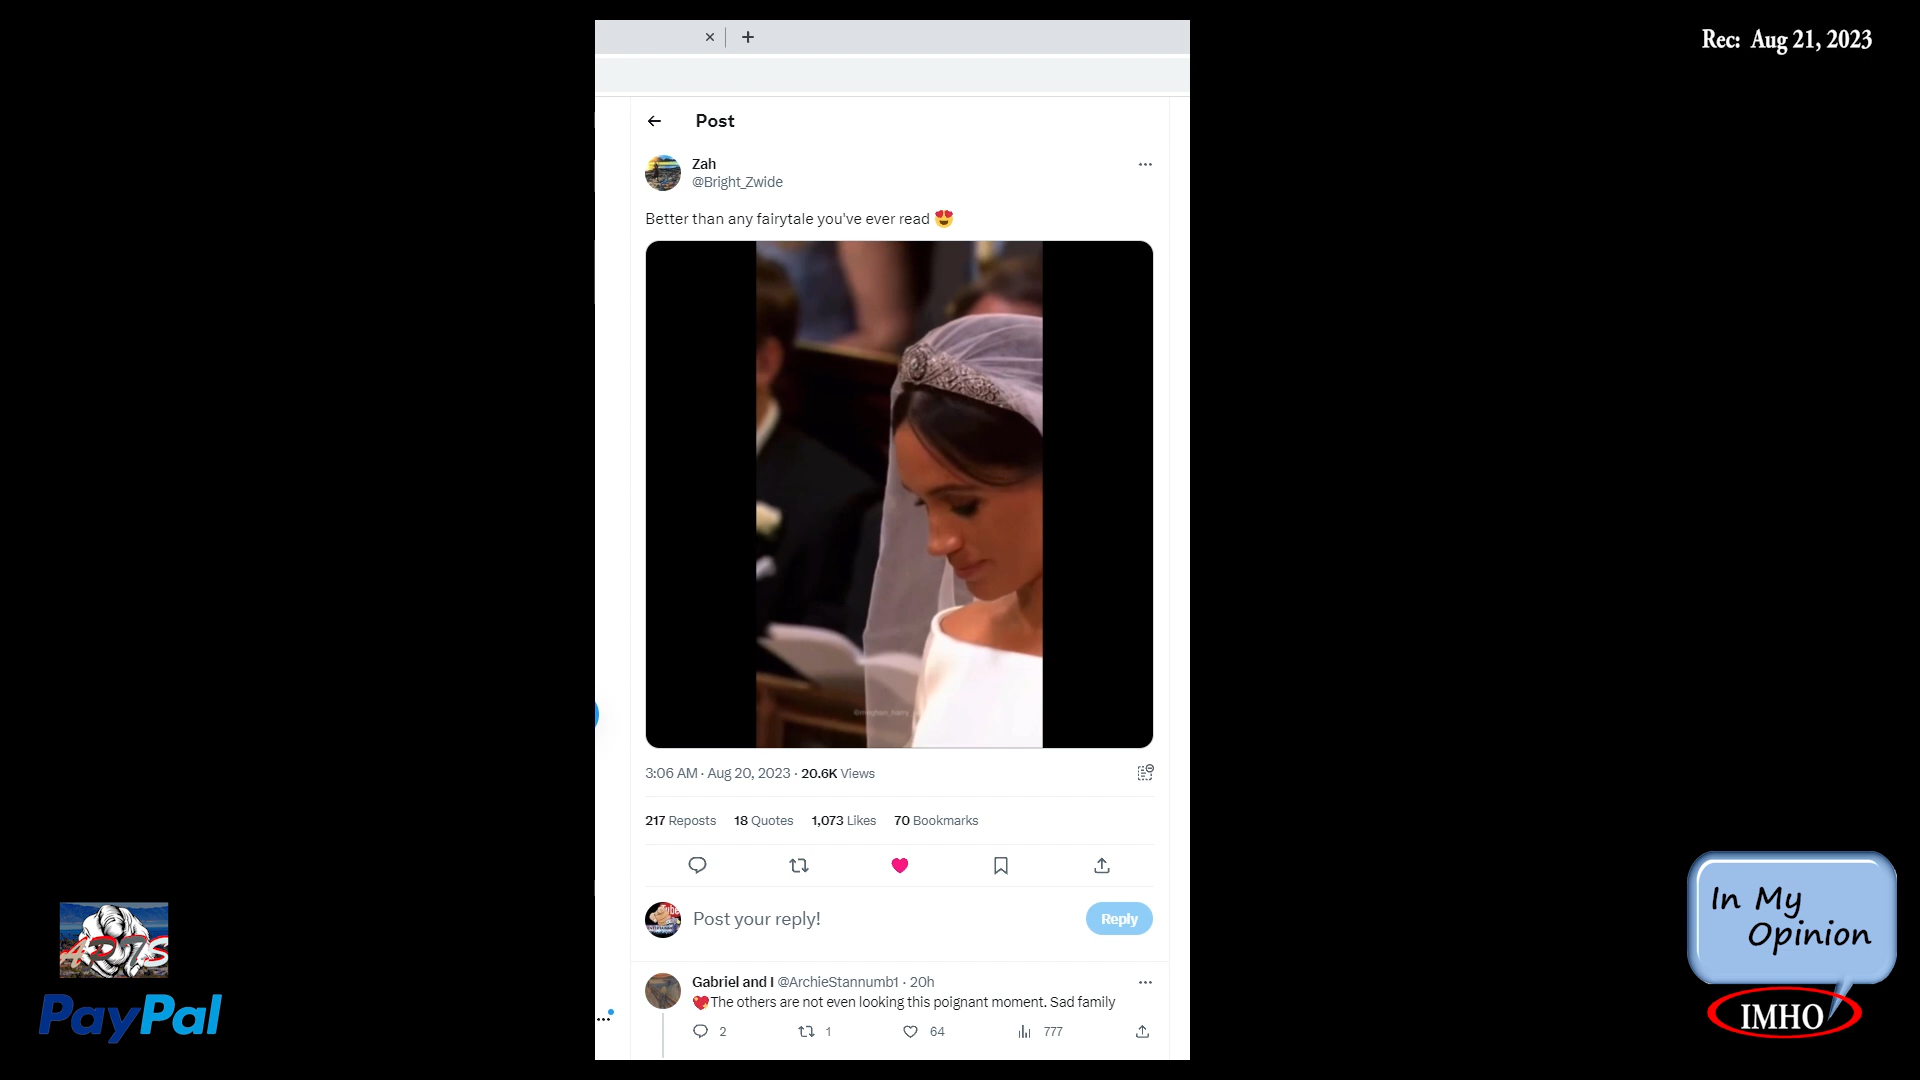 Rec: Aug 21, 2023
Post
Zah
@Bright_Zwide
Better than any fairytale you've ever read 😍
3:06 AM · Aug 20, 2023 · 20.6K Views
217 Reposts 18 Quotes 1,073 Likes 70 Bookmarks
Post your reply!
Reply
Gabriel and I @ArchieStannumb1 · 20h
💖The others are not even looking this poignant moment. Sad family
2 1 64 777
PayPal
In My
Opinion
IMHO